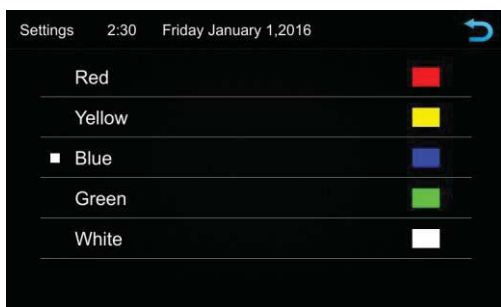 Settings 2:30 Friday January 1,2016
Red
Yellow
Blue
Green
White